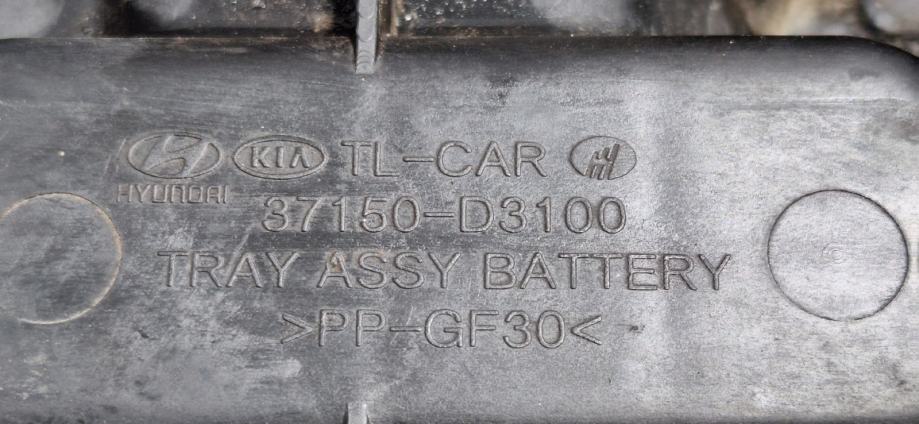 KIA TL-CAR
HYUNDAI
37150-D3100
TRAY ASSY BATTERY
>PP-GF30<